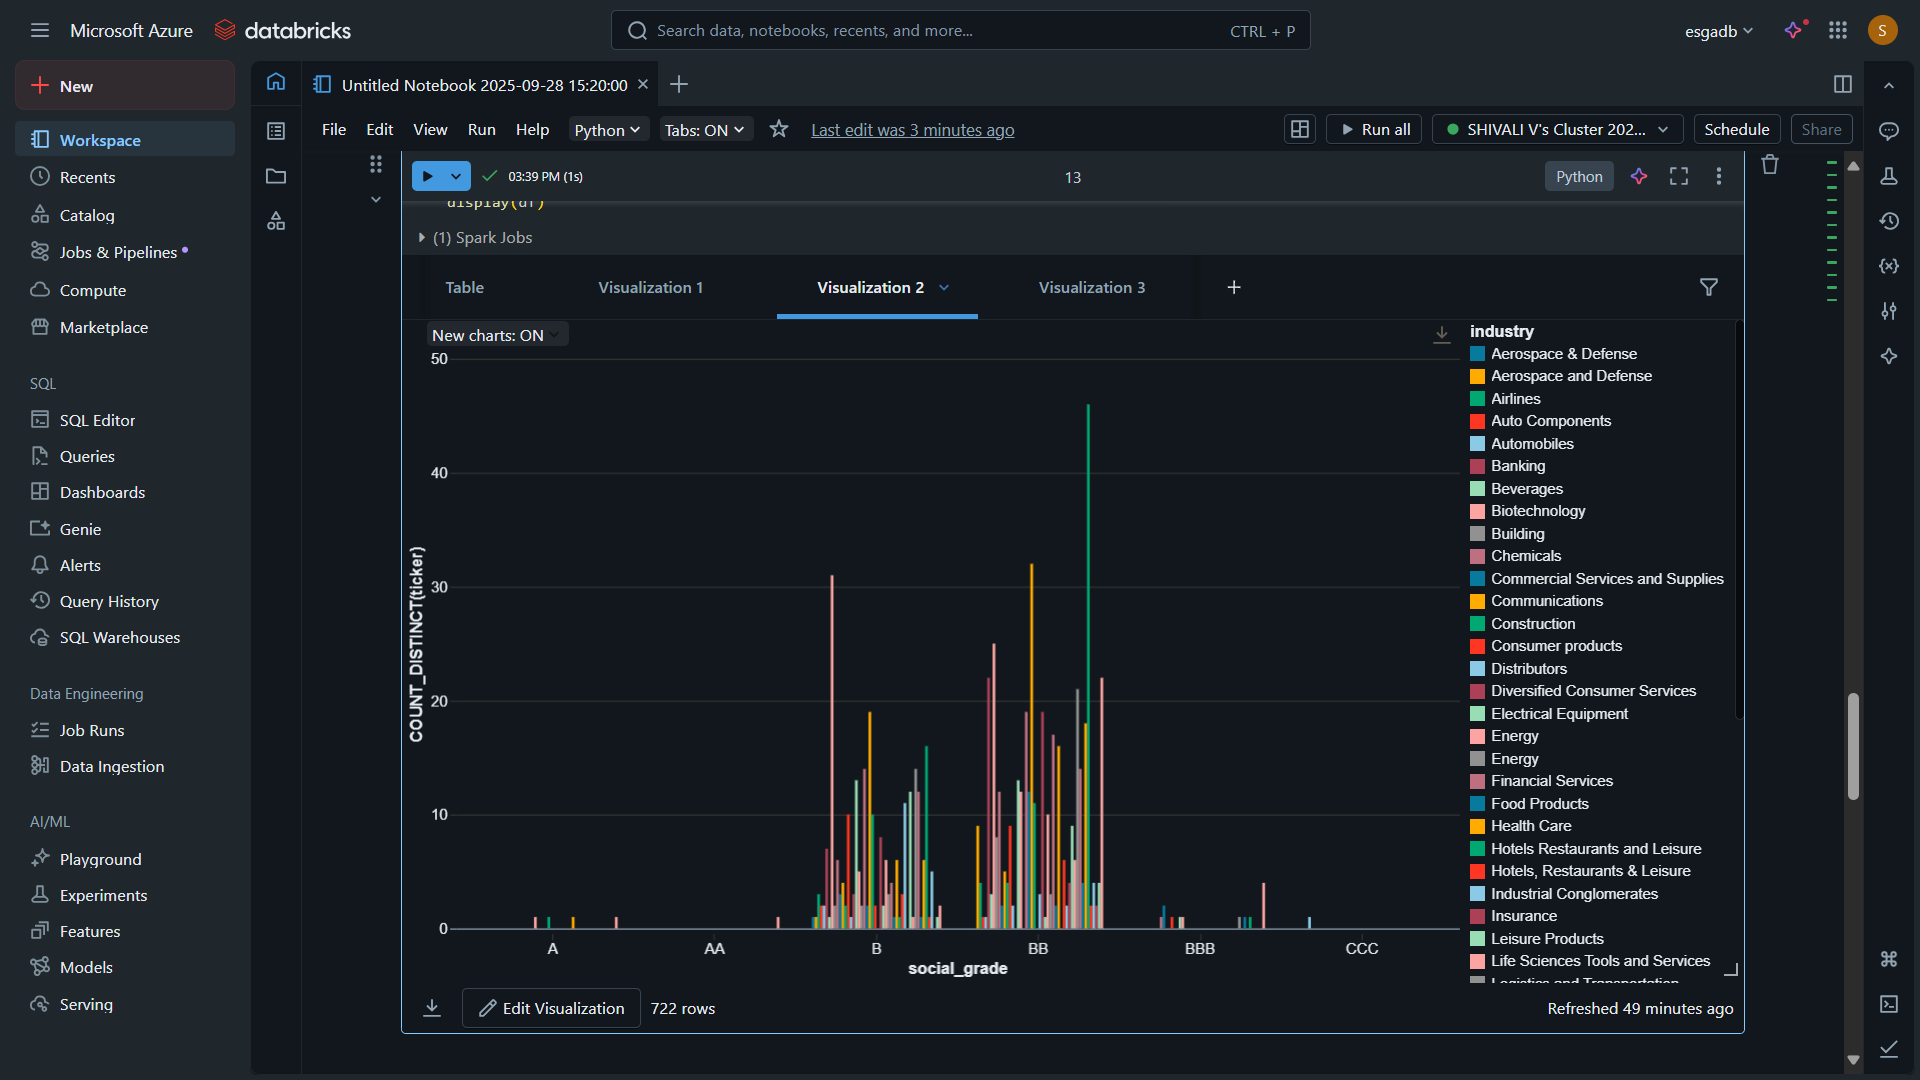 Microsoft Azure
databricks
Search data, notebooks, recents, and more...
CTRL + P
esgadb
S
New
Workspace
Recents
Catalog
Jobs & Pipelines
Compute
Marketplace
SQL
SQL Editor
Queries
Dashboards
Genie
Alerts
Query History
SQL Warehouses
Data Engineering
Job Runs
Data Ingestion
AI/ML
Playground
Experiments
Features
Models
Serving
Untitled Notebook 2025-09-28 15:20:00
File
Edit
View
Run
Help
Python
Tabs: ON
Last edit was 3 minutes ago
Run all
SHIVALI V's Cluster 202...
Schedule
Share
03:39 PM (1s)
13
Python
display(df)
(1) Spark Jobs
Table
Visualization 1
Visualization 2
Visualization 3
New charts: ON
50
40
30
20
10
0
COUNT_DISTINCT(ticker)
A
AA
B
BB
BBB
CCC
social_grade
industry
Aerospace & Defense
Aerospace and Defense
Airlines
Auto Components
Automobiles
Banking
Beverages
Biotechnology
Building
Chemicals
Commercial Services and Supplies
Communications
Construction
Consumer products
Distributors
Diversified Consumer Services
Electrical Equipment
Energy
Energy
Financial Services
Food Products
Health Care
Hotels Restaurants and Leisure
Hotels, Restaurants & Leisure
Industrial Conglomerates
Insurance
Leisure Products
Life Sciences Tools and Services
Logistics and Transportation
Edit Visualization
722 rows
Refreshed 49 minutes ago